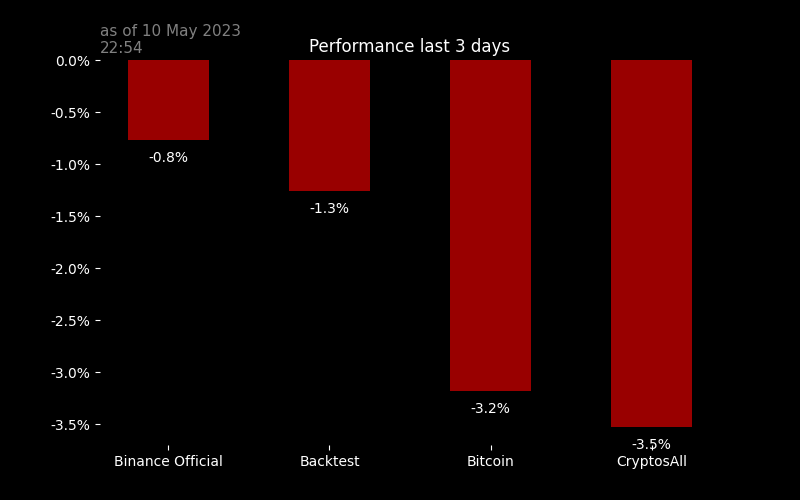 as of 10 May 2023
22:54
Performance last 3 days
0.0%
-0.5%
-1.0%
-1.5%
-2.0%
-2.5%
-3.0%
-3.5%
-0.8%
-1.3%
-3.2%
-3.5%
Binance Official
Backtest
Bitcoin
CryptosAll